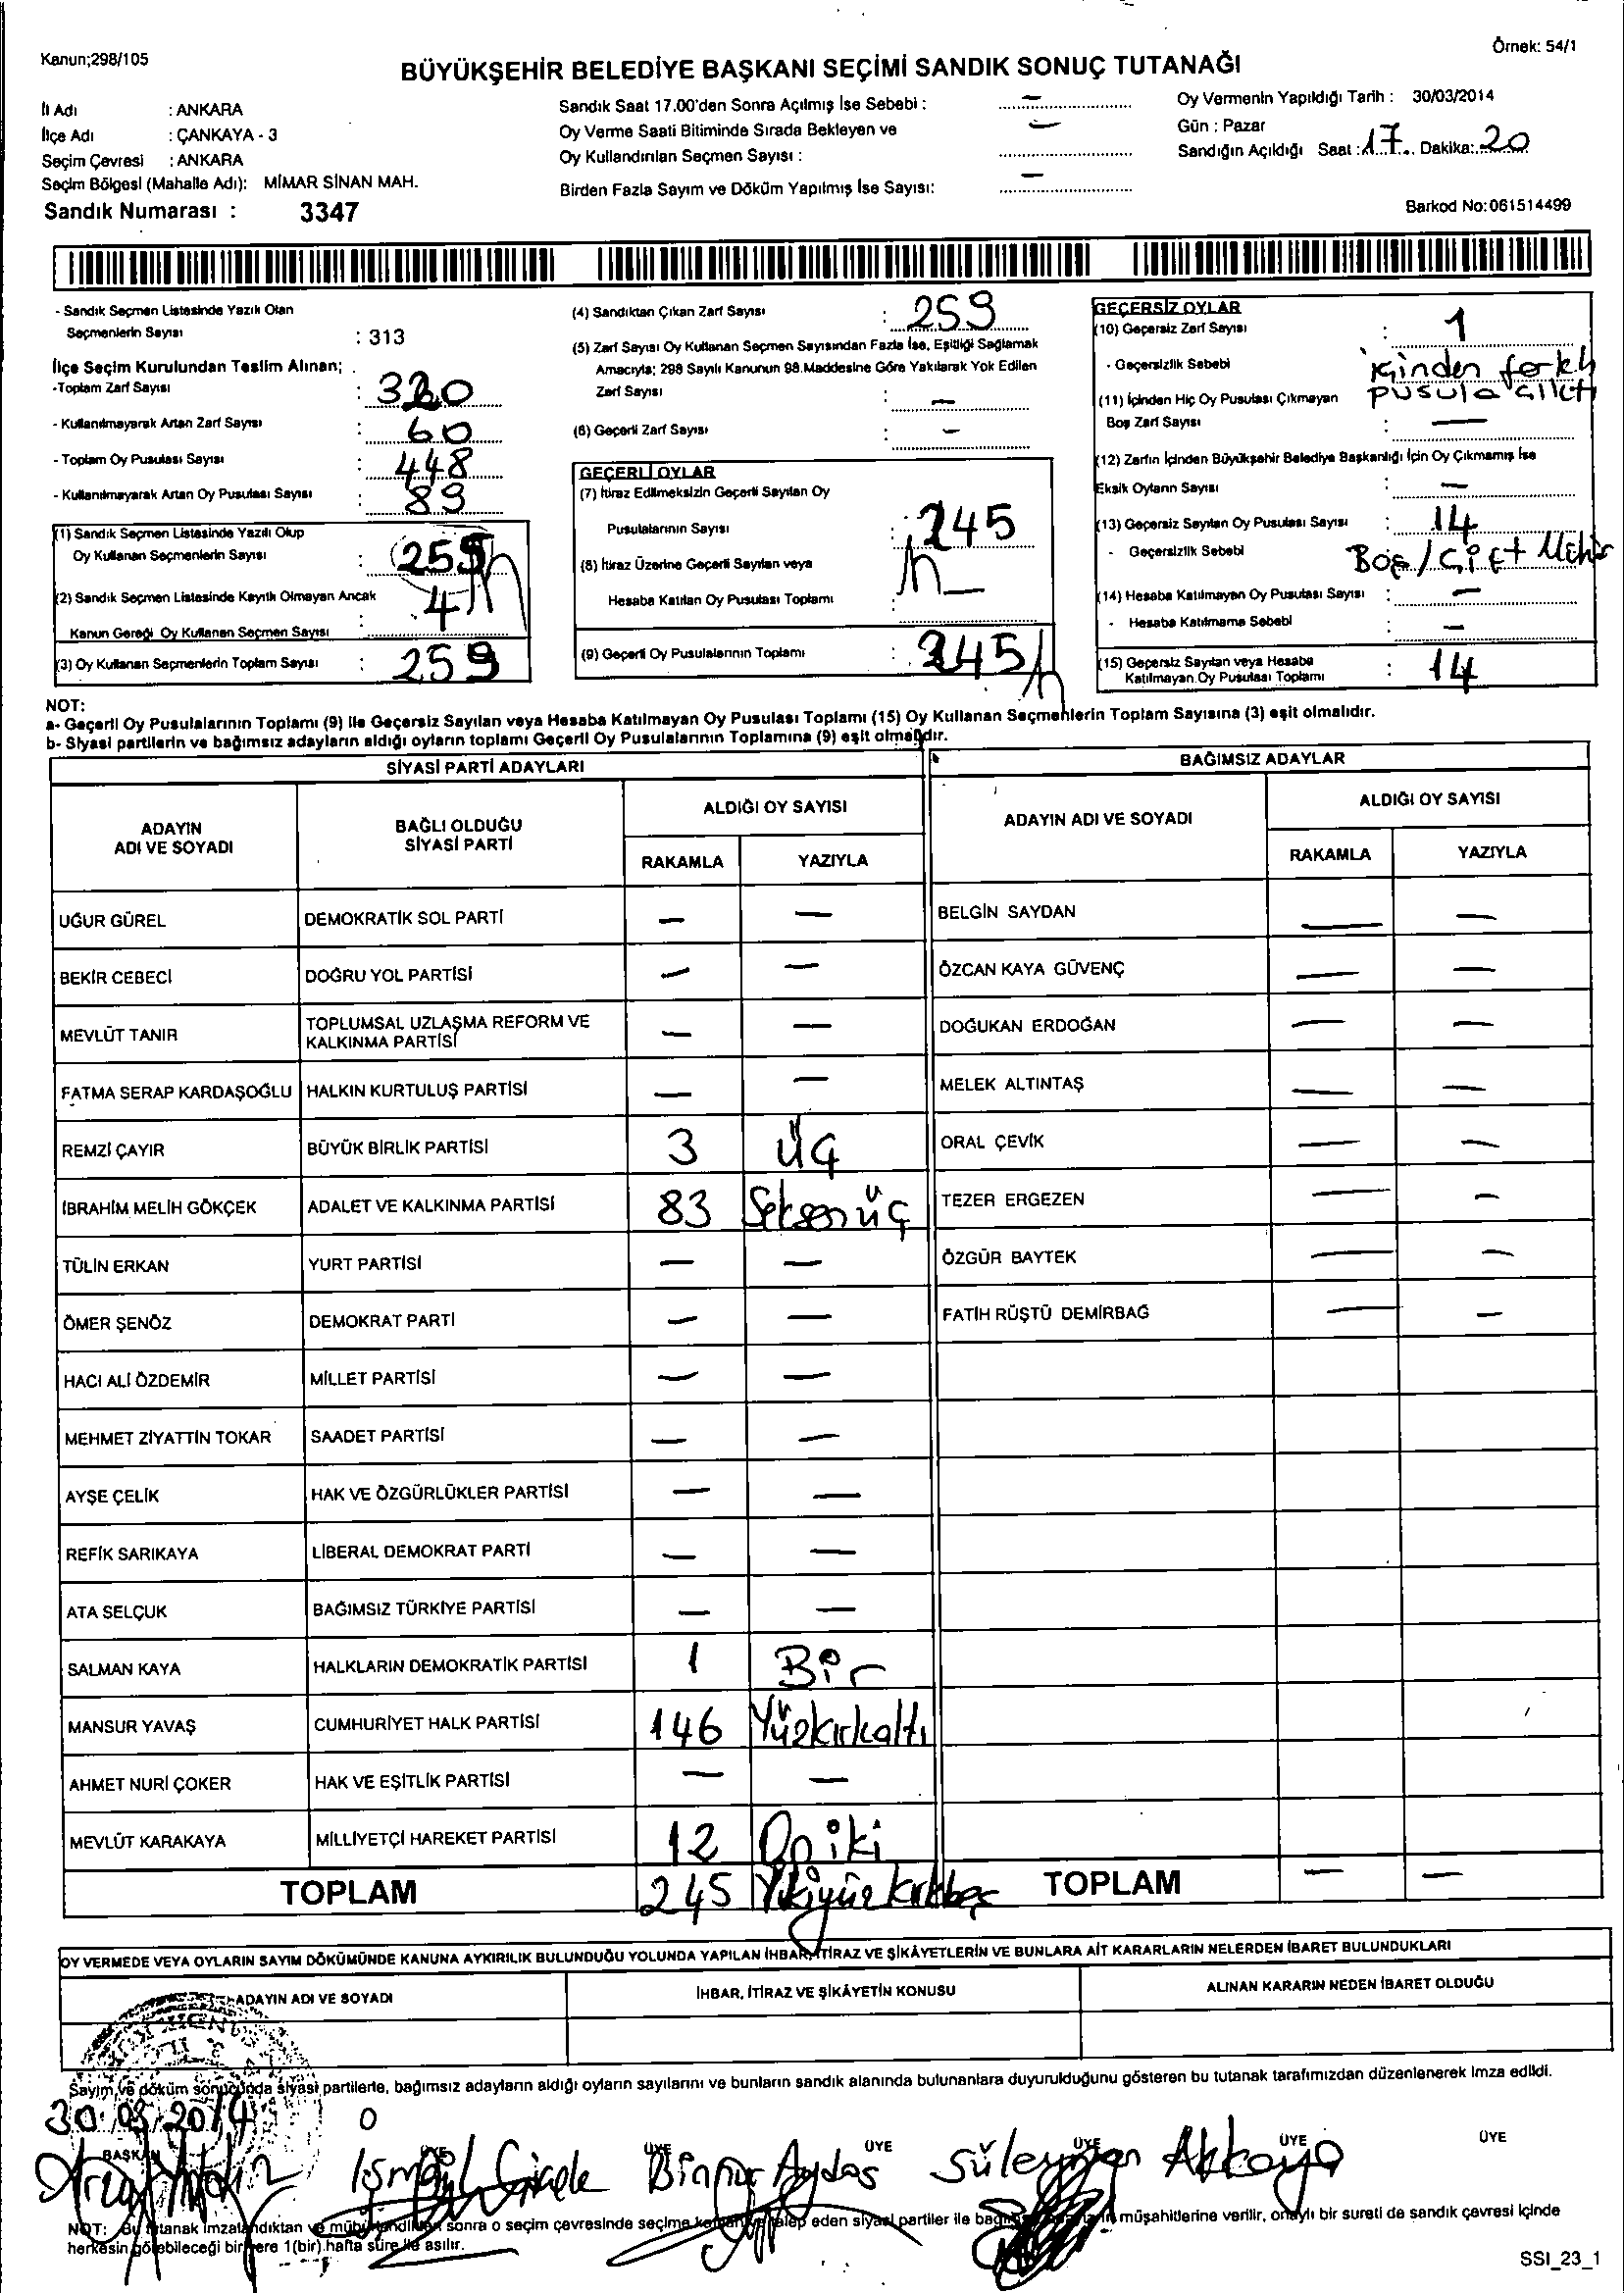 Kanun;298/105
Örnek: 54/1
BÜYÜKŞEHİR BELEDİYE BAŞKANI SEÇİMİ SANDIK SONUÇ TUTANAĞI
İl Adı : ANKARA
İlçe Adı : ÇANKAYA - 3
Seçim Çevresi : ANKARA
Seçim Bölgesi (Mahalle Adı): MİMAR SİNAN MAH.
Sandık Numarası : 3347
Sandık Saat 17.00'den Sonra Açılmış İse Sebebi : –
Oy Verme Saati Bitiminde Sırada Bekleyen ve
Oy Kullandırılan Seçmen Sayısı : –
Birden Fazla Sayım ve Döküm Yapılmış İse Sayısı: –
Oy Vermenin Yapıldığı Tarih : 30/03/2014
Gün : Pazar
Sandığın Açıldığı Saat : 17 Dakika: 20
Barkod No:061514499
- Sandık Seçmen Listesinde Yazılı Olan
Seçmenlerin Sayısı : 313
İlçe Seçim Kurulundan Teslim Alınan;
-Toplam Zarf Sayısı : 320
- Kullanılmayarak Artan Zarf Sayısı : 60
- Toplam Oy Pusulası Sayısı : 448
- Kullanılmayarak Artan Oy Pusulası Sayısı : 89
(1) Sandık Seçmen Listesinde Yazılı Olup
Oy Kullanan Seçmenlerin Sayısı : 255
(2) Sandık Seçmen Listesinde Kayıtlı Olmayan Ancak
Kanun Gereği Oy Kullanan Seçmen Sayısı : 4
(3) Oy Kullanan Seçmenlerin Toplam Sayısı : 259
(4) Sandıktan Çıkan Zarf Sayısı : 259
(5) Zarf Sayısı Oy Kullanan Seçmen Sayısından Fazla İse, Eşitliği Sağlamak
Amacıyla; 298 Sayılı Kanunun 98.Maddesine Göre Yakılarak Yok Edilen
Zarf Sayısı : –
(6) Geçerli Zarf Sayısı : –
GEÇERLİ OYLAR
(7) İtiraz Edilmeksizin Geçerli Sayılan Oy
Pusulalarının Sayısı : 245
(8) İtiraz Üzerine Geçerli Sayılan veya
Hesaba Katılan Oy Pusulası Toplamı : –
(9) Geçerli Oy Pusulalarının Toplamı : 245
GEÇERSİZ OYLAR
(10) Geçersiz Zarf Sayısı : 1
- Geçersizlik Sebebi içinden farklı
pusula çıktı
(11) İçinden Hiç Oy Pusulası Çıkmayan
Boş Zarf Sayısı : –
(12) Zarfın İçinden Büyükşehir Belediye Başkanlığı İçin Oy Çıkmamış İse
Eksik Oyların Sayısı : –
(13) Geçersiz Sayılan Oy Pusulası Sayısı : 14
- Geçersizlik Sebebi Boş / Çift Mühür
(14) Hesaba Katılmayan Oy Pusulası Sayısı : –
- Hesaba Katılmama Sebebi –
(15) Geçersiz Sayılan veya Hesaba
Katılmayan Oy Pusulası Toplamı : 14
NOT:
a- Geçerli Oy Pusulalarının Toplamı (9) ile Geçersiz Sayılan veya Hesaba Katılmayan Oy Pusulası Toplamı (15) Oy Kullanan Seçmenlerin Toplam Sayısına (3) eşit olmalıdır.
b- Siyasi partilerin ve bağımsız adayların aldığı oyların toplamı Geçerli Oy Pusulalarının Toplamına (9) eşit olmalıdır.
SİYASİ PARTİ ADAYLARI
ADAYIN
ADI VE SOYADI
BAĞLI OLDUĞU
SİYASİ PARTİ
ALDIĞI OY SAYISI
RAKAMLA YAZIYLA
UĞUR GÜREL DEMOKRATİK SOL PARTİ – –
BEKİR CEBECİ DOĞRU YOL PARTİSİ – –
MEVLÜT TANIR TOPLUMSAL UZLAŞMA REFORM VE
KALKINMA PARTİSİ – –
FATMA SERAP KARDAŞOĞLU HALKIN KURTULUŞ PARTİSİ – –
REMZİ ÇAYIR BÜYÜK BİRLİK PARTİSİ 3 Üç
İBRAHİM MELİH GÖKÇEK ADALET VE KALKINMA PARTİSİ 83 Seksenüç
TÜLİN ERKAN YURT PARTİSİ – –
ÖMER ŞENÖZ DEMOKRAT PARTİ – –
HACI ALİ ÖZDEMİR MİLLET PARTİSİ – –
MEHMET ZİYATTİN TOKAR SAADET PARTİSİ – –
AYŞE ÇELİK HAK VE ÖZGÜRLÜKLER PARTİSİ – –
REFİK SARIKAYA LİBERAL DEMOKRAT PARTİ – –
ATA SELÇUK BAĞIMSIZ TÜRKİYE PARTİSİ – –
SALMAN KAYA HALKLARIN DEMOKRATİK PARTİSİ 1 Bir
MANSUR YAVAŞ CUMHURİYET HALK PARTİSİ 146 Yüzkırkaltı
AHMET NURİ ÇOKER HAK VE EŞİTLİK PARTİSİ – –
MEVLÜT KARAKAYA MİLLİYETÇİ HAREKET PARTİSİ 12 Oniki
TOPLAM 245 İkiyüzkırkbeş
BAĞIMSIZ ADAYLAR
ADAYIN ADI VE SOYADI
ALDIĞI OY SAYISI
RAKAMLA YAZIYLA
BELGİN SAYDAN – –
ÖZCAN KAYA GÜVENÇ – –
DOĞUKAN ERDOĞAN – –
MELEK ALTINTAŞ – –
ORAL ÇEVİK – –
TEZER ERGEZEN – –
ÖZGÜR BAYTEK – –
FATİH RÜŞTÜ DEMİRBAĞ – –
TOPLAM – –
OY VERMEDE VEYA OYLARIN SAYIM DÖKÜMÜNDE KANUNA AYKIRILIK BULUNDUĞU YOLUNDA YAPILAN İHBAR, İTİRAZ VE ŞİKÂYETLERİN VE BUNLARA AİT KARARLARIN NELERDEN İBARET BULUNDUKLARI
ADAYIN ADI VE SOYADI
İHBAR, İTİRAZ VE ŞİKÂYETİN KONUSU
ALINAN KARARIN NEDEN İBARET OLDUĞU
Sayım ve döküm sonucunda siyasi partilerle, bağımsız adayların aldığı oyların sayılarını ve bunların sandık alanında bulunanlara duyurulduğunu gösteren bu tutanak tarafımızdan düzenlenerek imza edildi.
30.03.2014
BAŞKAN ÜYE ÜYE ÜYE ÜYE ÜYE ÜYE
İsmail Binnur Aydaş Süleyman Akkaya
NOT: Bu tutanak imzalandıktan ve mühürlendikten sonra o seçim çevresinde seçime katılan ve talep eden siyasi partiler ile müşahitlerine verilir, onaylı bir sureti de sandık çevresi içinde
herkesin görebileceği bir yere 1(bir) hafta süre ile asılır.
SSI_23_1